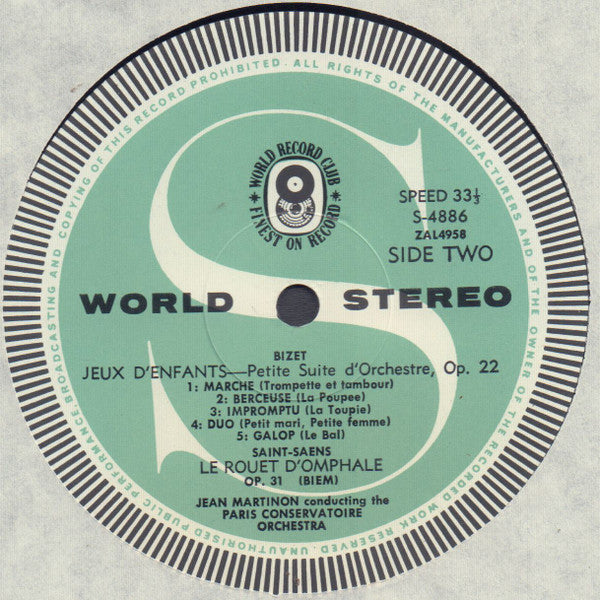 UNAUTHORISED PUBLIC PERFORMANCE BROADCASTING AND COPYING OF THIS RECORD PROHIBITED · ALL RIGHTS OF THE MANUFACTURERS AND OF THE OWNER OF THE RECORDED WORK RESERVED
WORLD RECORD CLUB
FINEST ON RECORD
SPEED 33⅓
S-4886
ZAL4958
SIDE TWO
WORLD STEREO
BIZET
JEUX D'ENFANTS—Petite Suite d'Orchestre, Op. 22
1: MARCHE (Trompette et tambour)
2: BERCEUSE (La Poupee)
3: IMPROMPTU (La Toupie)
4: DUO (Petit mari, Petite femme)
5: GALOP (Le Bal)
SAINT-SAENS
LE ROUET D'OMPHALE
OP. 31 (BIEM)
JEAN MARTINON conducting the
PARIS CONSERVATOIRE
ORCHESTRA